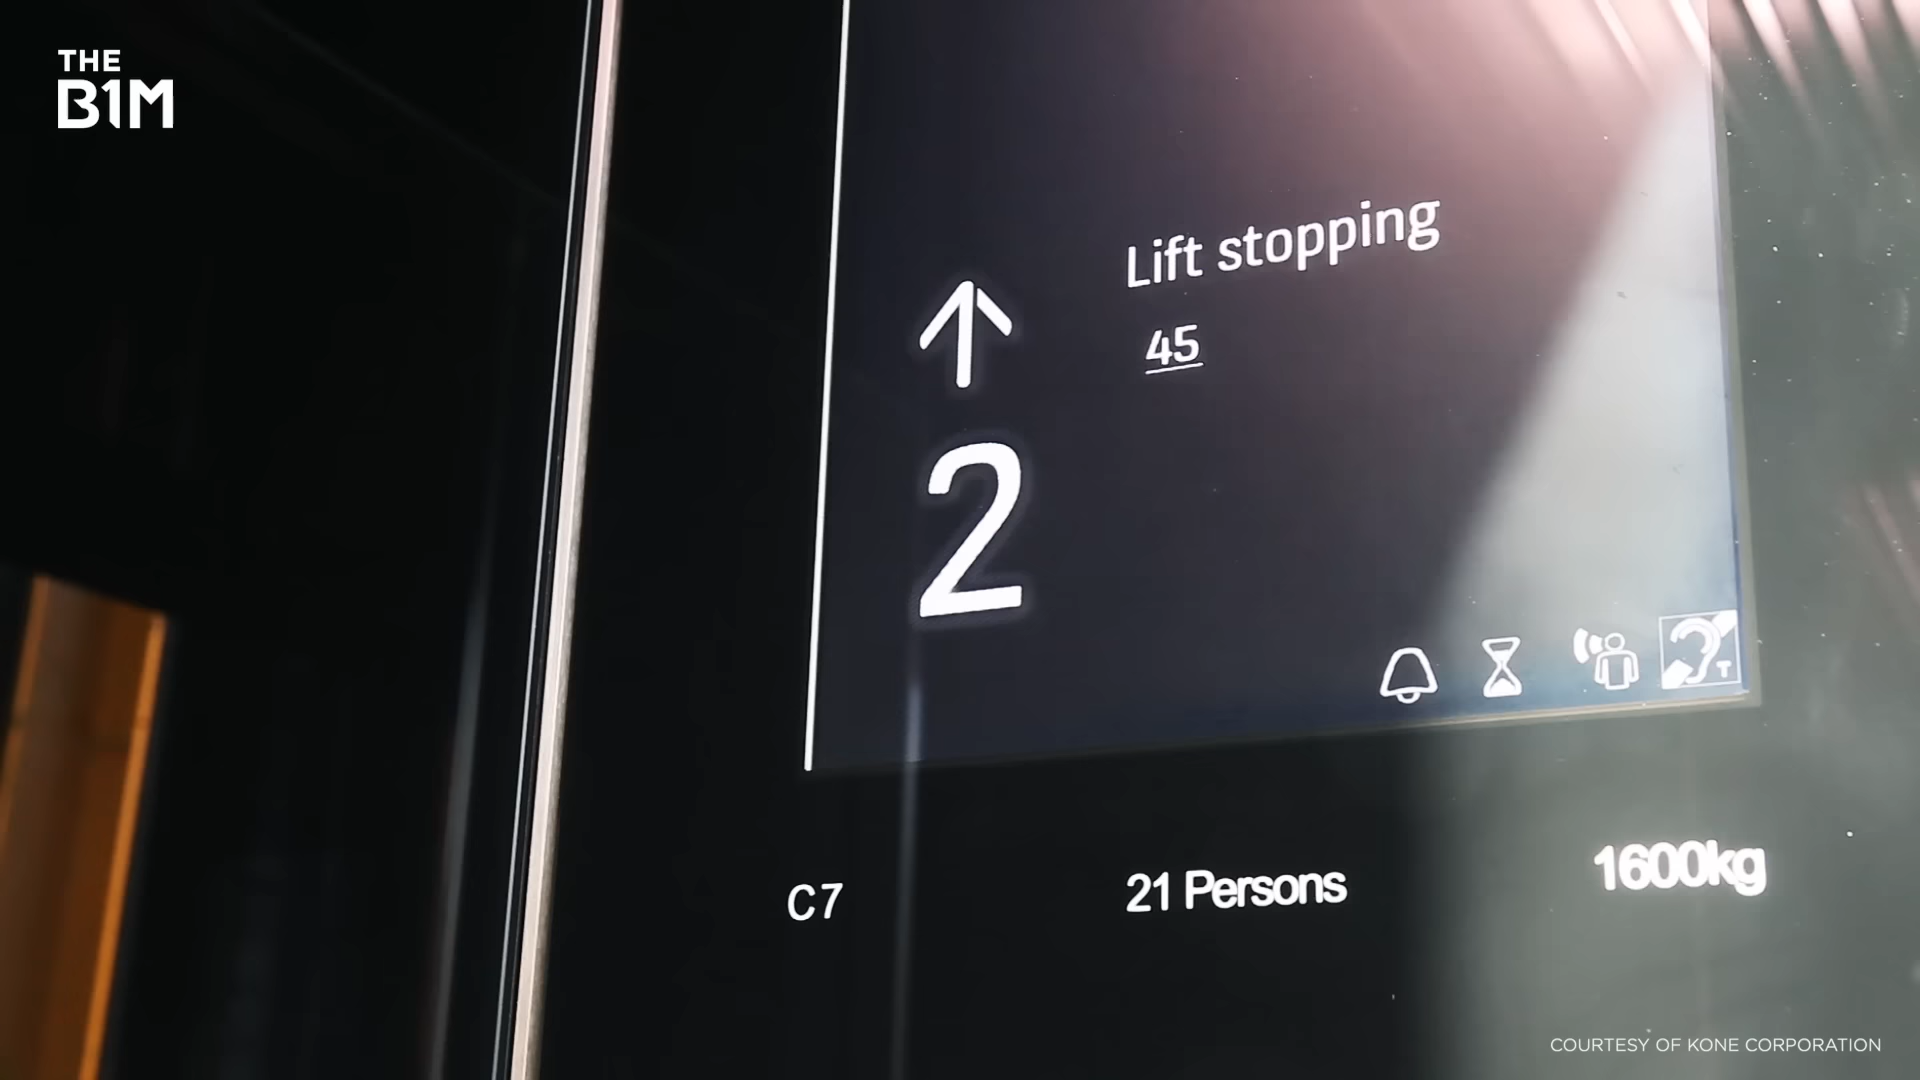 THE
B1M
Lift stopping
45
2
T
C7
21 Persons
1600kg
COURTESY OF KONE CORPORATION